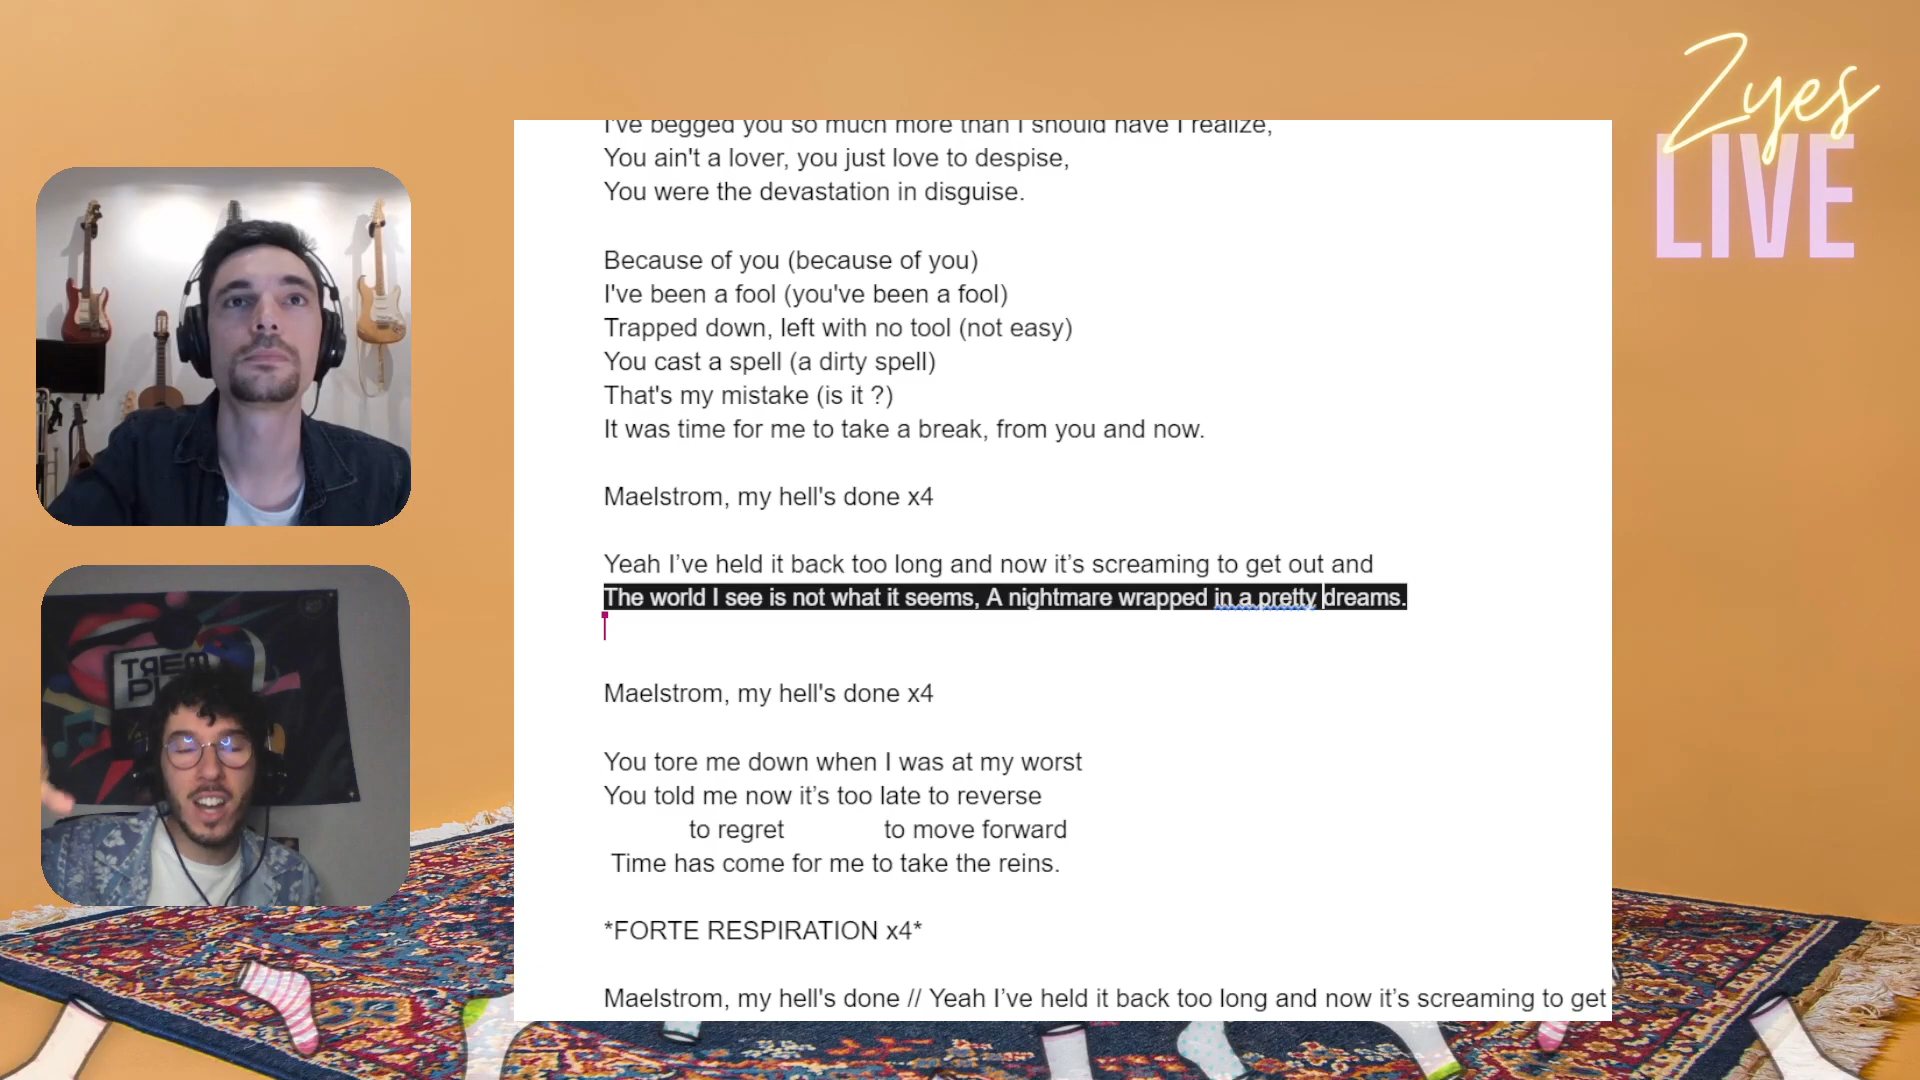 Zyes
LIVE
I've begged you so much more than I should have I realize,
You ain't a lover, you just love to despise,
You were the devastation in disguise.
Because of you (because of you)
I've been a fool (you've been a fool)
Trapped down, left with no tool (not easy)
You cast a spell (a dirty spell)
That's my mistake (is it ?)
It was time for me to take a break, from you and now.
Maelstrom, my hell's done x4
Yeah I’ve held it back too long and now it’s screaming to get out and
The world I see is not what it seems, A nightmare wrapped in a pretty dreams.
Maelstrom, my hell's done x4
You tore me down when I was at my worst
You told me now it’s too late to reverse
to regret to move forward
Time has come for me to take the reins.
*FORTE RESPIRATION x4*
Maelstrom, my hell's done // Yeah I’ve held it back too long and now it’s screaming to get